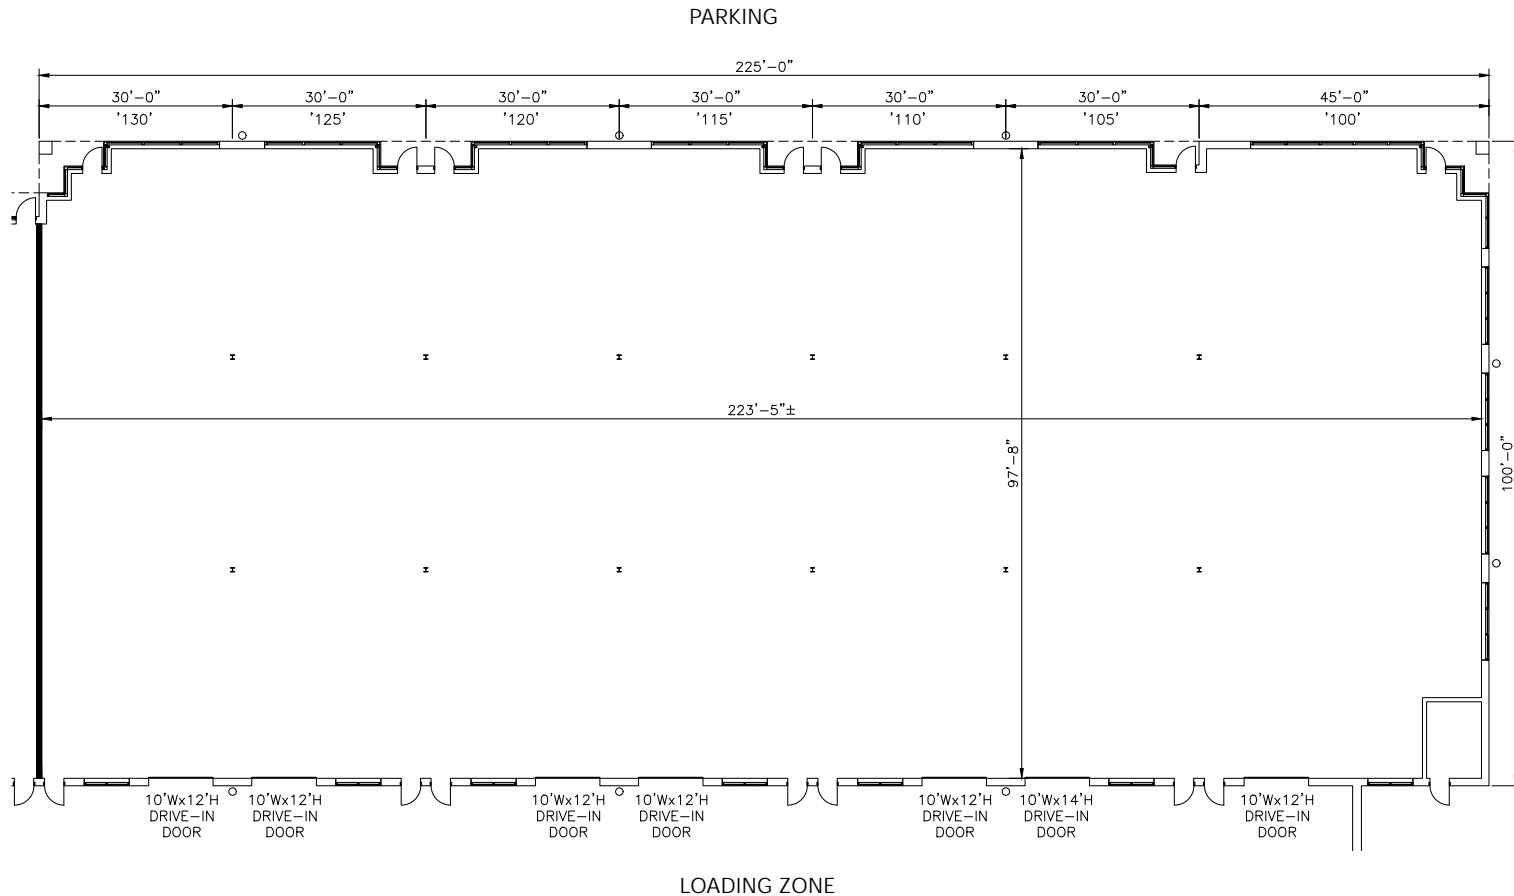 PARKING
225'-0"
30'-0" 30'-0" 30'-0" 30'-0" 30'-0" 30'-0" 45'-0"
'130' '125' '120' '115' '110' '105' '100'
223'-5"±
97'-8"
100'-0"
10'Wx12'H 10'Wx12'H 10'Wx12'H 10'Wx12'H 10'Wx12'H 10'Wx14'H 10'Wx12'H
DRIVE-IN DRIVE-IN DRIVE-IN DRIVE-IN DRIVE-IN DRIVE-IN DRIVE-IN
DOOR DOOR DOOR DOOR DOOR DOOR DOOR
LOADING ZONE